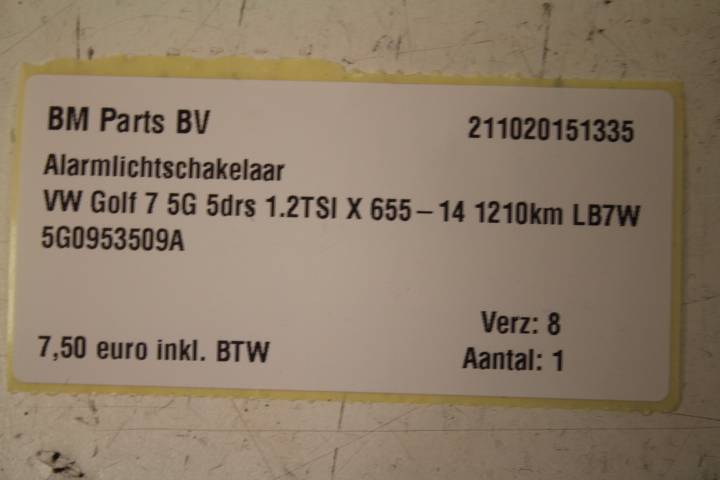 BM Parts BV 211020151335
Alarmlichtschakelaar
VW Golf 7 5G 5drs 1.2TSI X 655-14 1210km LB7W
5G0953509A
Verz: 8
7,50 euro inkl. BTW Aantal: 1